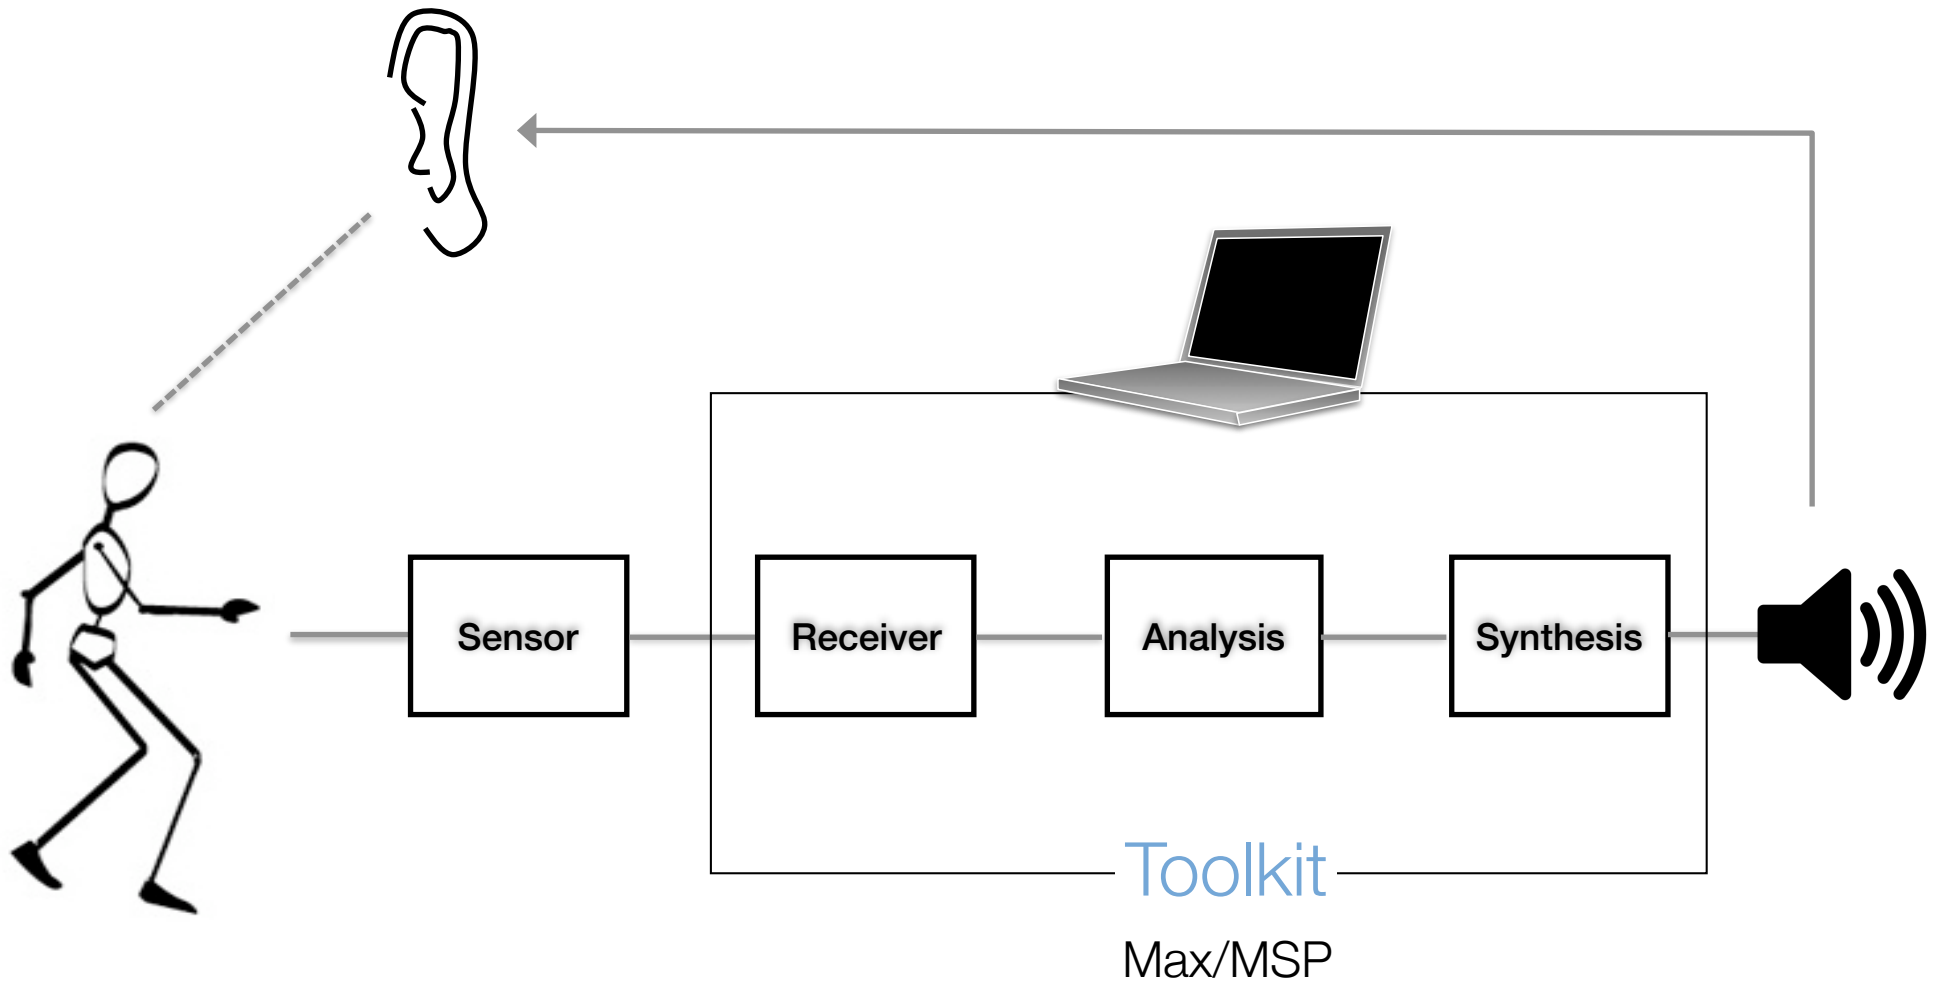 Sensor
Receiver
Analysis
Synthesis
Toolkit
Max/MSP